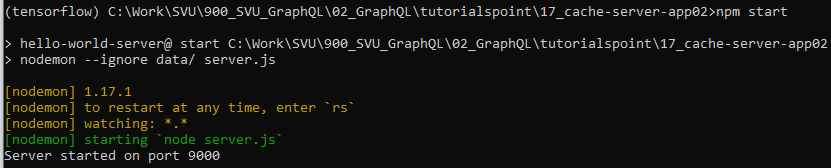 (tensorflow) C:\Work\SVU\900_SVU_GraphQL\02_GraphQL\tutorialspoint\17_cache-server-app02>npm start
> hello-world-server@ start C:\Work\SVU\900_SVU_GraphQL\02_GraphQL\tutorialspoint\17_cache-server-app02
> nodemon --ignore data/ server.js
[nodemon] 1.17.1
[nodemon] to restart at any time, enter `rs`
[nodemon] watching: *.*
[nodemon] starting `node server.js`
Server started on port 9000